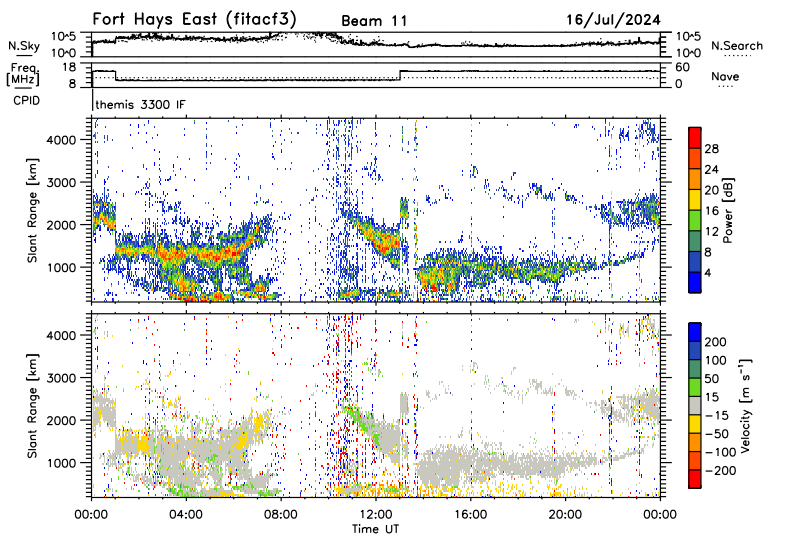 Fort Hays East (fitacf3) Beam 11 16/Jul/2024
N.Sky 10^5 10^0 10^5 10^0 N.Search
Freq. [MHz] 18 8 60 0 Nave
CPID themis 3300 IF
Slant Range [km] 4000 3000 2000 1000
Power [dB] 28 24 20 16 12 8 4
Slant Range [km] 4000 3000 2000 1000
Velocity [m s⁻¹] 200 100 50 15 −15 −50 −100 −200
00:00 04:00 08:00 12:00 16:00 20:00 00:00
Time UT